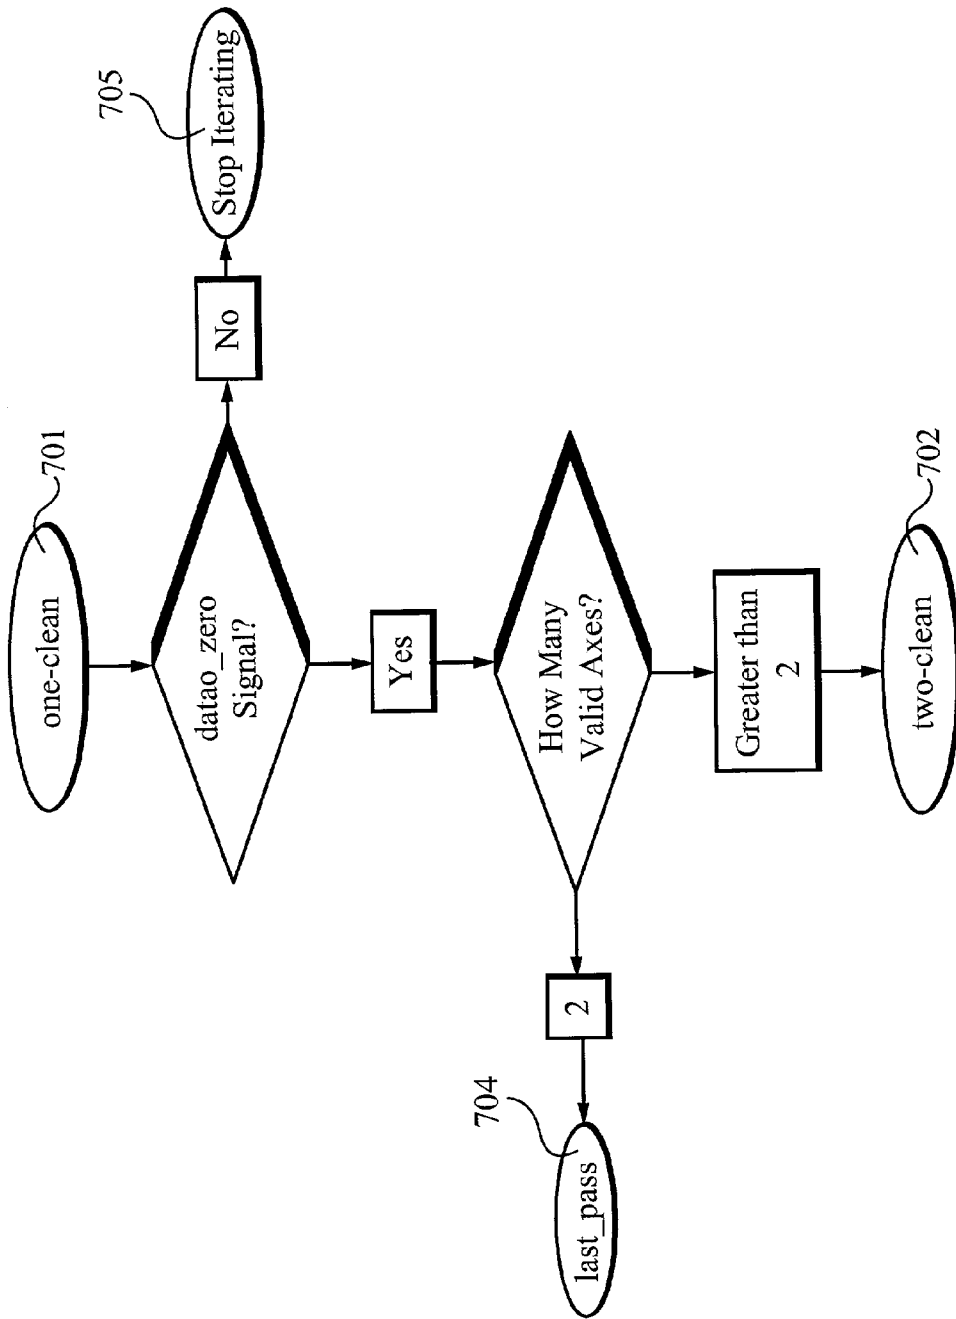 one-clean
701
datao_zero
Signal?
No
Stop Iterating
705
Yes
How Many
Valid Axes?
2
last_pass
704
Greater than
2
two-clean
702